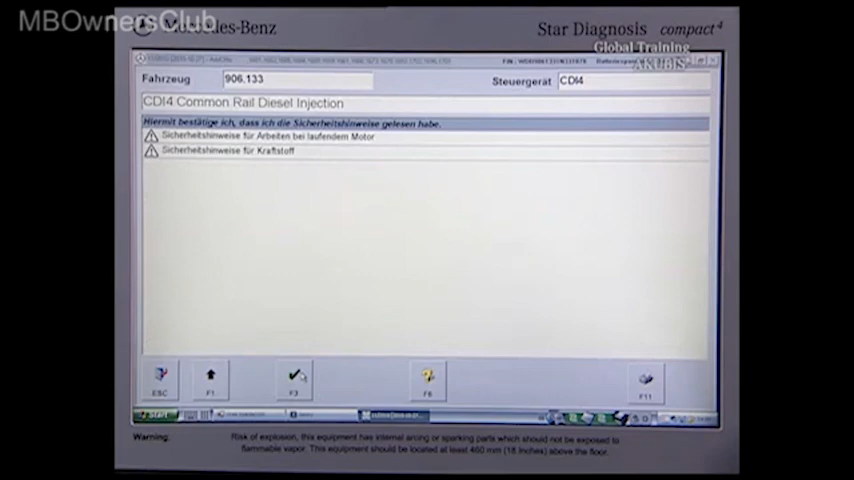 MBOwnersClub
Mercedes-Benz
Star Diagnosis compact⁴
Global Training
AKUBIS®
Fahrzeug 906.133 Steuergerät CDI4
CDI4 Common Rail Diesel Injection
Hiermit bestätige ich, dass ich die Sicherheitshinweise gelesen habe.
Sicherheitshinweise für Arbeiten bei laufendem Motor
Sicherheitshinweise für Kraftstoff
ESC F1 F3 F8 F11
Start
Warning: Risk of explosion, this equipment has internal arcing or sparking parts which should not be exposed to
flammable vapor. This equipment should be located at least 460 mm (18 Inches) above the floor.